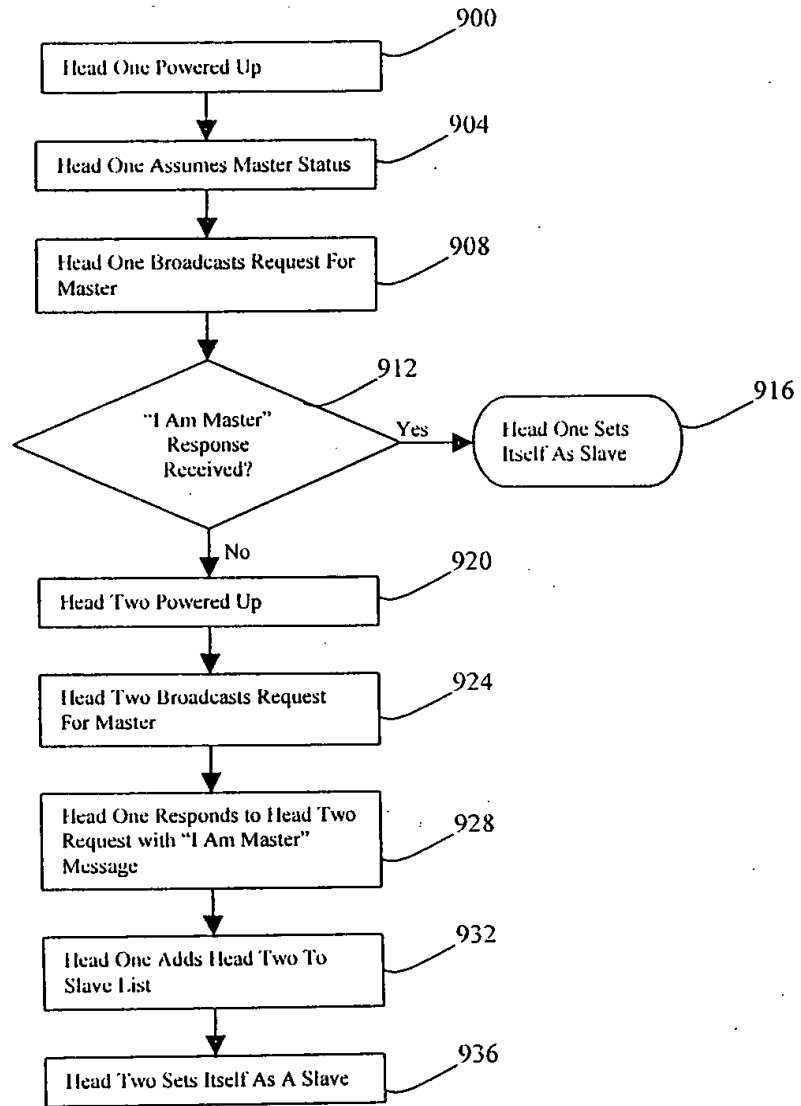 900
Head One Powered Up
904
Head One Assumes Master Status
908
Head One Broadcasts Request For
Master
912
"I Am Master"
Response
Received?
Yes
916
Head One Sets
Itself As Slave
No
920
Head Two Powered Up
924
Head Two Broadcasts Request
For Master
928
Head One Responds to Head Two
Request with "I Am Master"
Message
932
Head One Adds Head Two To
Slave List
936
Head Two Sets Itself As A Slave